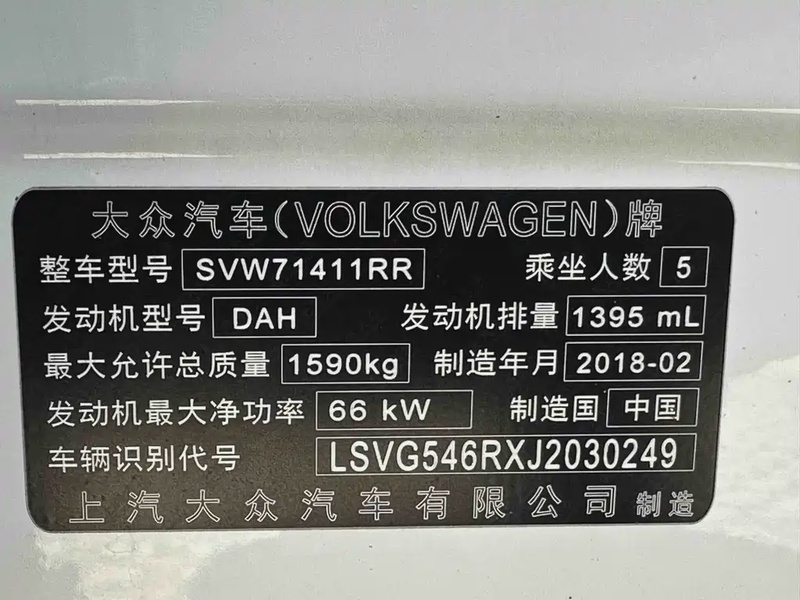 大众汽车(VOLKSWAGEN)牌
整车型号 SVW71411RR 乘坐人数 5
发动机型号 DAH 发动机排量 1395 mL
最大允许总质量 1590kg 制造年月 2018-02
发动机最大净功率 66 kW 制造国 中国
车辆识别代号 LSVG546RXJ2030249
上汽大众汽车有限公司 制造